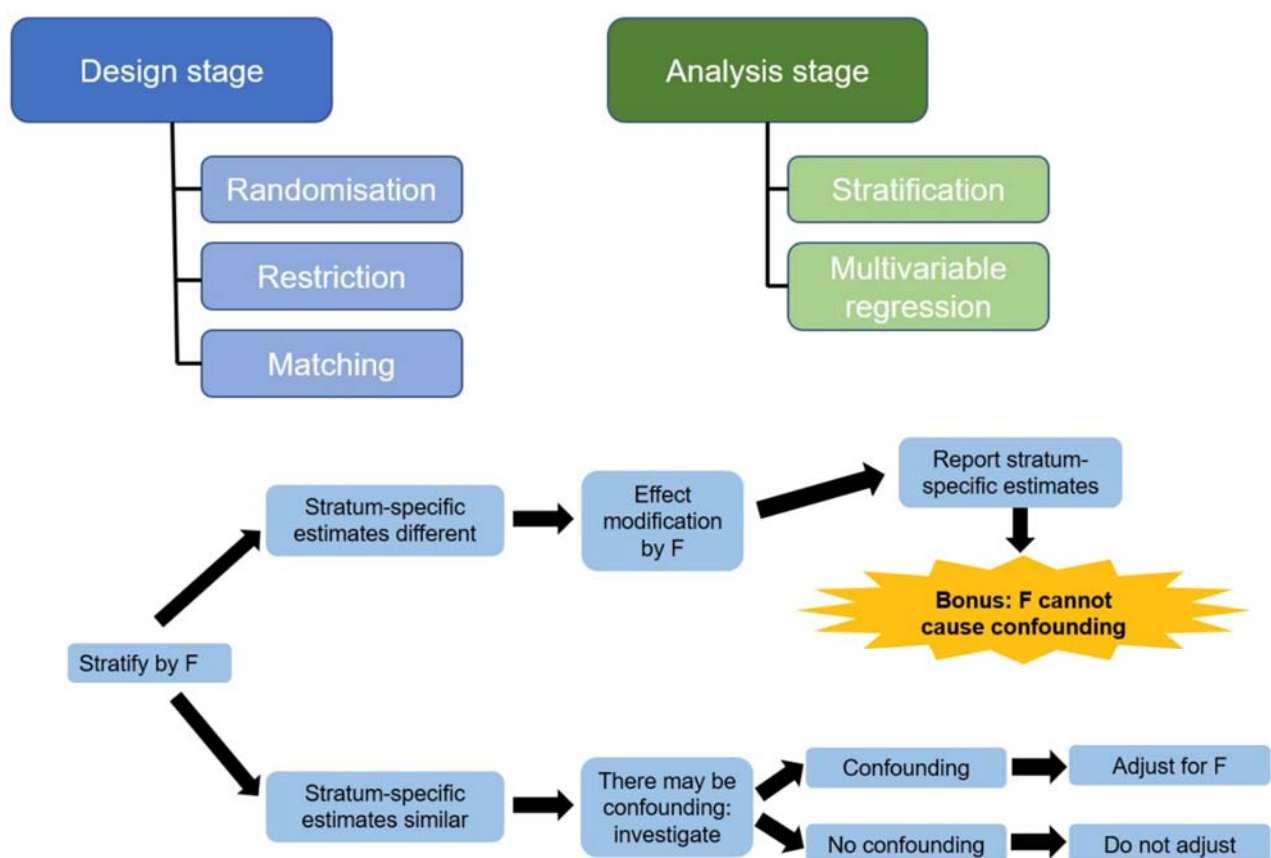 Design stage
Analysis stage
Randomisation
Restriction
Matching
Stratification
Multivariable
regression
Stratify by F
Stratum-specific
estimates different
Effect
modification
by F
Report stratum-
specific estimates
Bonus: F cannot
cause confounding
Stratum-specific
estimates similar
There may be
confounding:
investigate
Confounding
Adjust for F
No confounding
Do not adjust